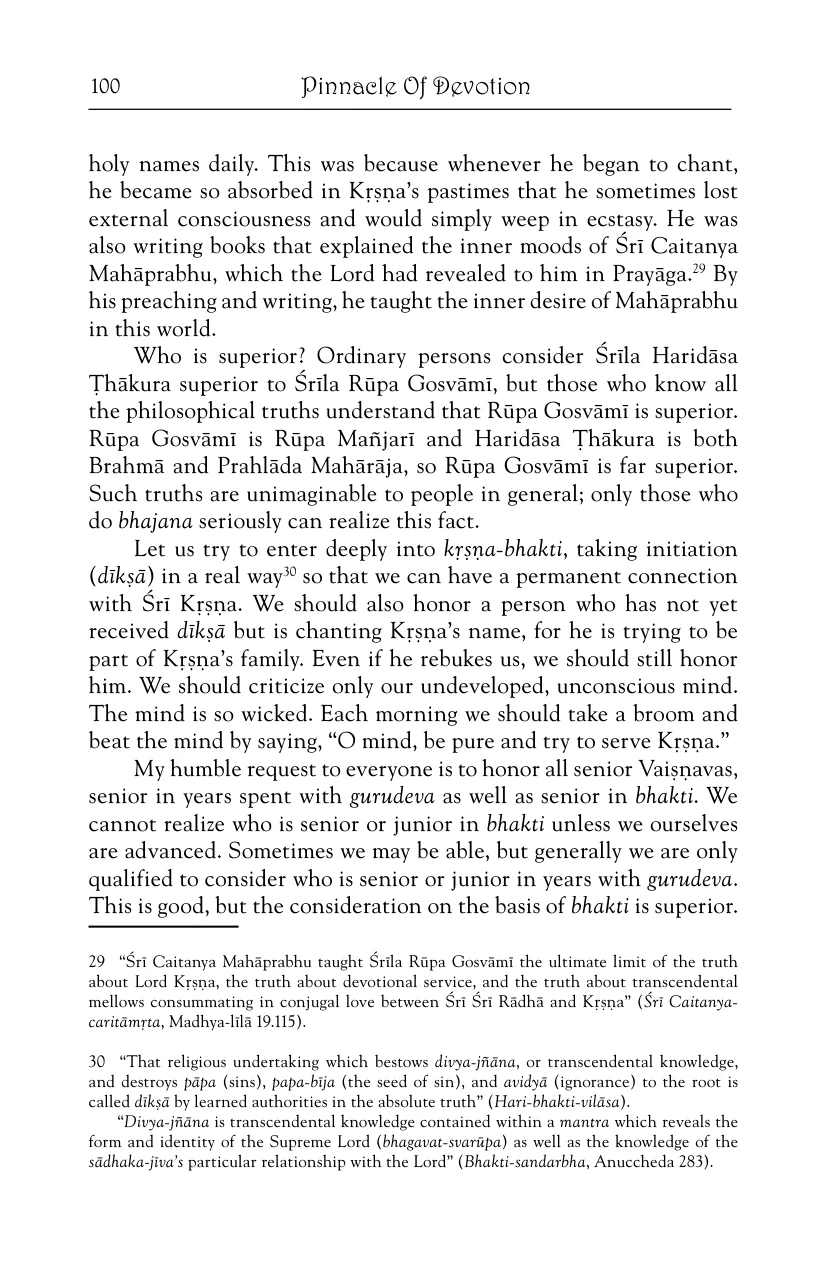 100 Pinnacle Of Devotion
holy names daily. This was because whenever he began to chant,
he became so absorbed in Kṛṣṇa’s pastimes that he sometimes lost
external consciousness and would simply weep in ecstasy. He was
also writing books that explained the inner moods of Śrī Caitanya
Mahāprabhu, which the Lord had revealed to him in Prayāga.²⁹ By
his preaching and writing, he taught the inner desire of Mahāprabhu
in this world.
Who is superior? Ordinary persons consider Śrīla Haridāsa
Ṭhākura superior to Śrīla Rūpa Gosvāmī, but those who know all
the philosophical truths understand that Rūpa Gosvāmī is superior.
Rūpa Gosvāmī is Rūpa Mañjarī and Haridāsa Ṭhākura is both
Brahmā and Prahlāda Mahārāja, so Rūpa Gosvāmī is far superior.
Such truths are unimaginable to people in general; only those who
do bhajana seriously can realize this fact.
Let us try to enter deeply into kṛṣṇa-bhakti, taking initiation
(dīkṣā) in a real way³⁰ so that we can have a permanent connection
with Śrī Kṛṣṇa. We should also honor a person who has not yet
received dīkṣā but is chanting Kṛṣṇa’s name, for he is trying to be
part of Kṛṣṇa’s family. Even if he rebukes us, we should still honor
him. We should criticize only our undeveloped, unconscious mind.
The mind is so wicked. Each morning we should take a broom and
beat the mind by saying, “O mind, be pure and try to serve Kṛṣṇa.”
My humble request to everyone is to honor all senior Vaiṣṇavas,
senior in years spent with gurudeva as well as senior in bhakti. We
cannot realize who is senior or junior in bhakti unless we ourselves
are advanced. Sometimes we may be able, but generally we are only
qualified to consider who is senior or junior in years with gurudeva.
This is good, but the consideration on the basis of bhakti is superior.
29 “Śrī Caitanya Mahāprabhu taught Śrīla Rūpa Gosvāmī the ultimate limit of the truth
about Lord Kṛṣṇa, the truth about devotional service, and the truth about transcendental
mellows consummating in conjugal love between Śrī Śrī Rādhā and Kṛṣṇa” (Śrī Caitanya-
caritāmṛta, Madhya-līlā 19.115).
30 “That religious undertaking which bestows divya-jñāna, or transcendental knowledge,
and destroys pāpa (sins), papa-bīja (the seed of sin), and avidyā (ignorance) to the root is
called dīkṣā by learned authorities in the absolute truth” (Hari-bhakti-vilāsa).
“Divya-jñāna is transcendental knowledge contained within a mantra which reveals the
form and identity of the Supreme Lord (bhagavat-svarūpa) as well as the knowledge of the
sādhaka-jīva’s particular relationship with the Lord” (Bhakti-sandarbha, Anuccheda 283).